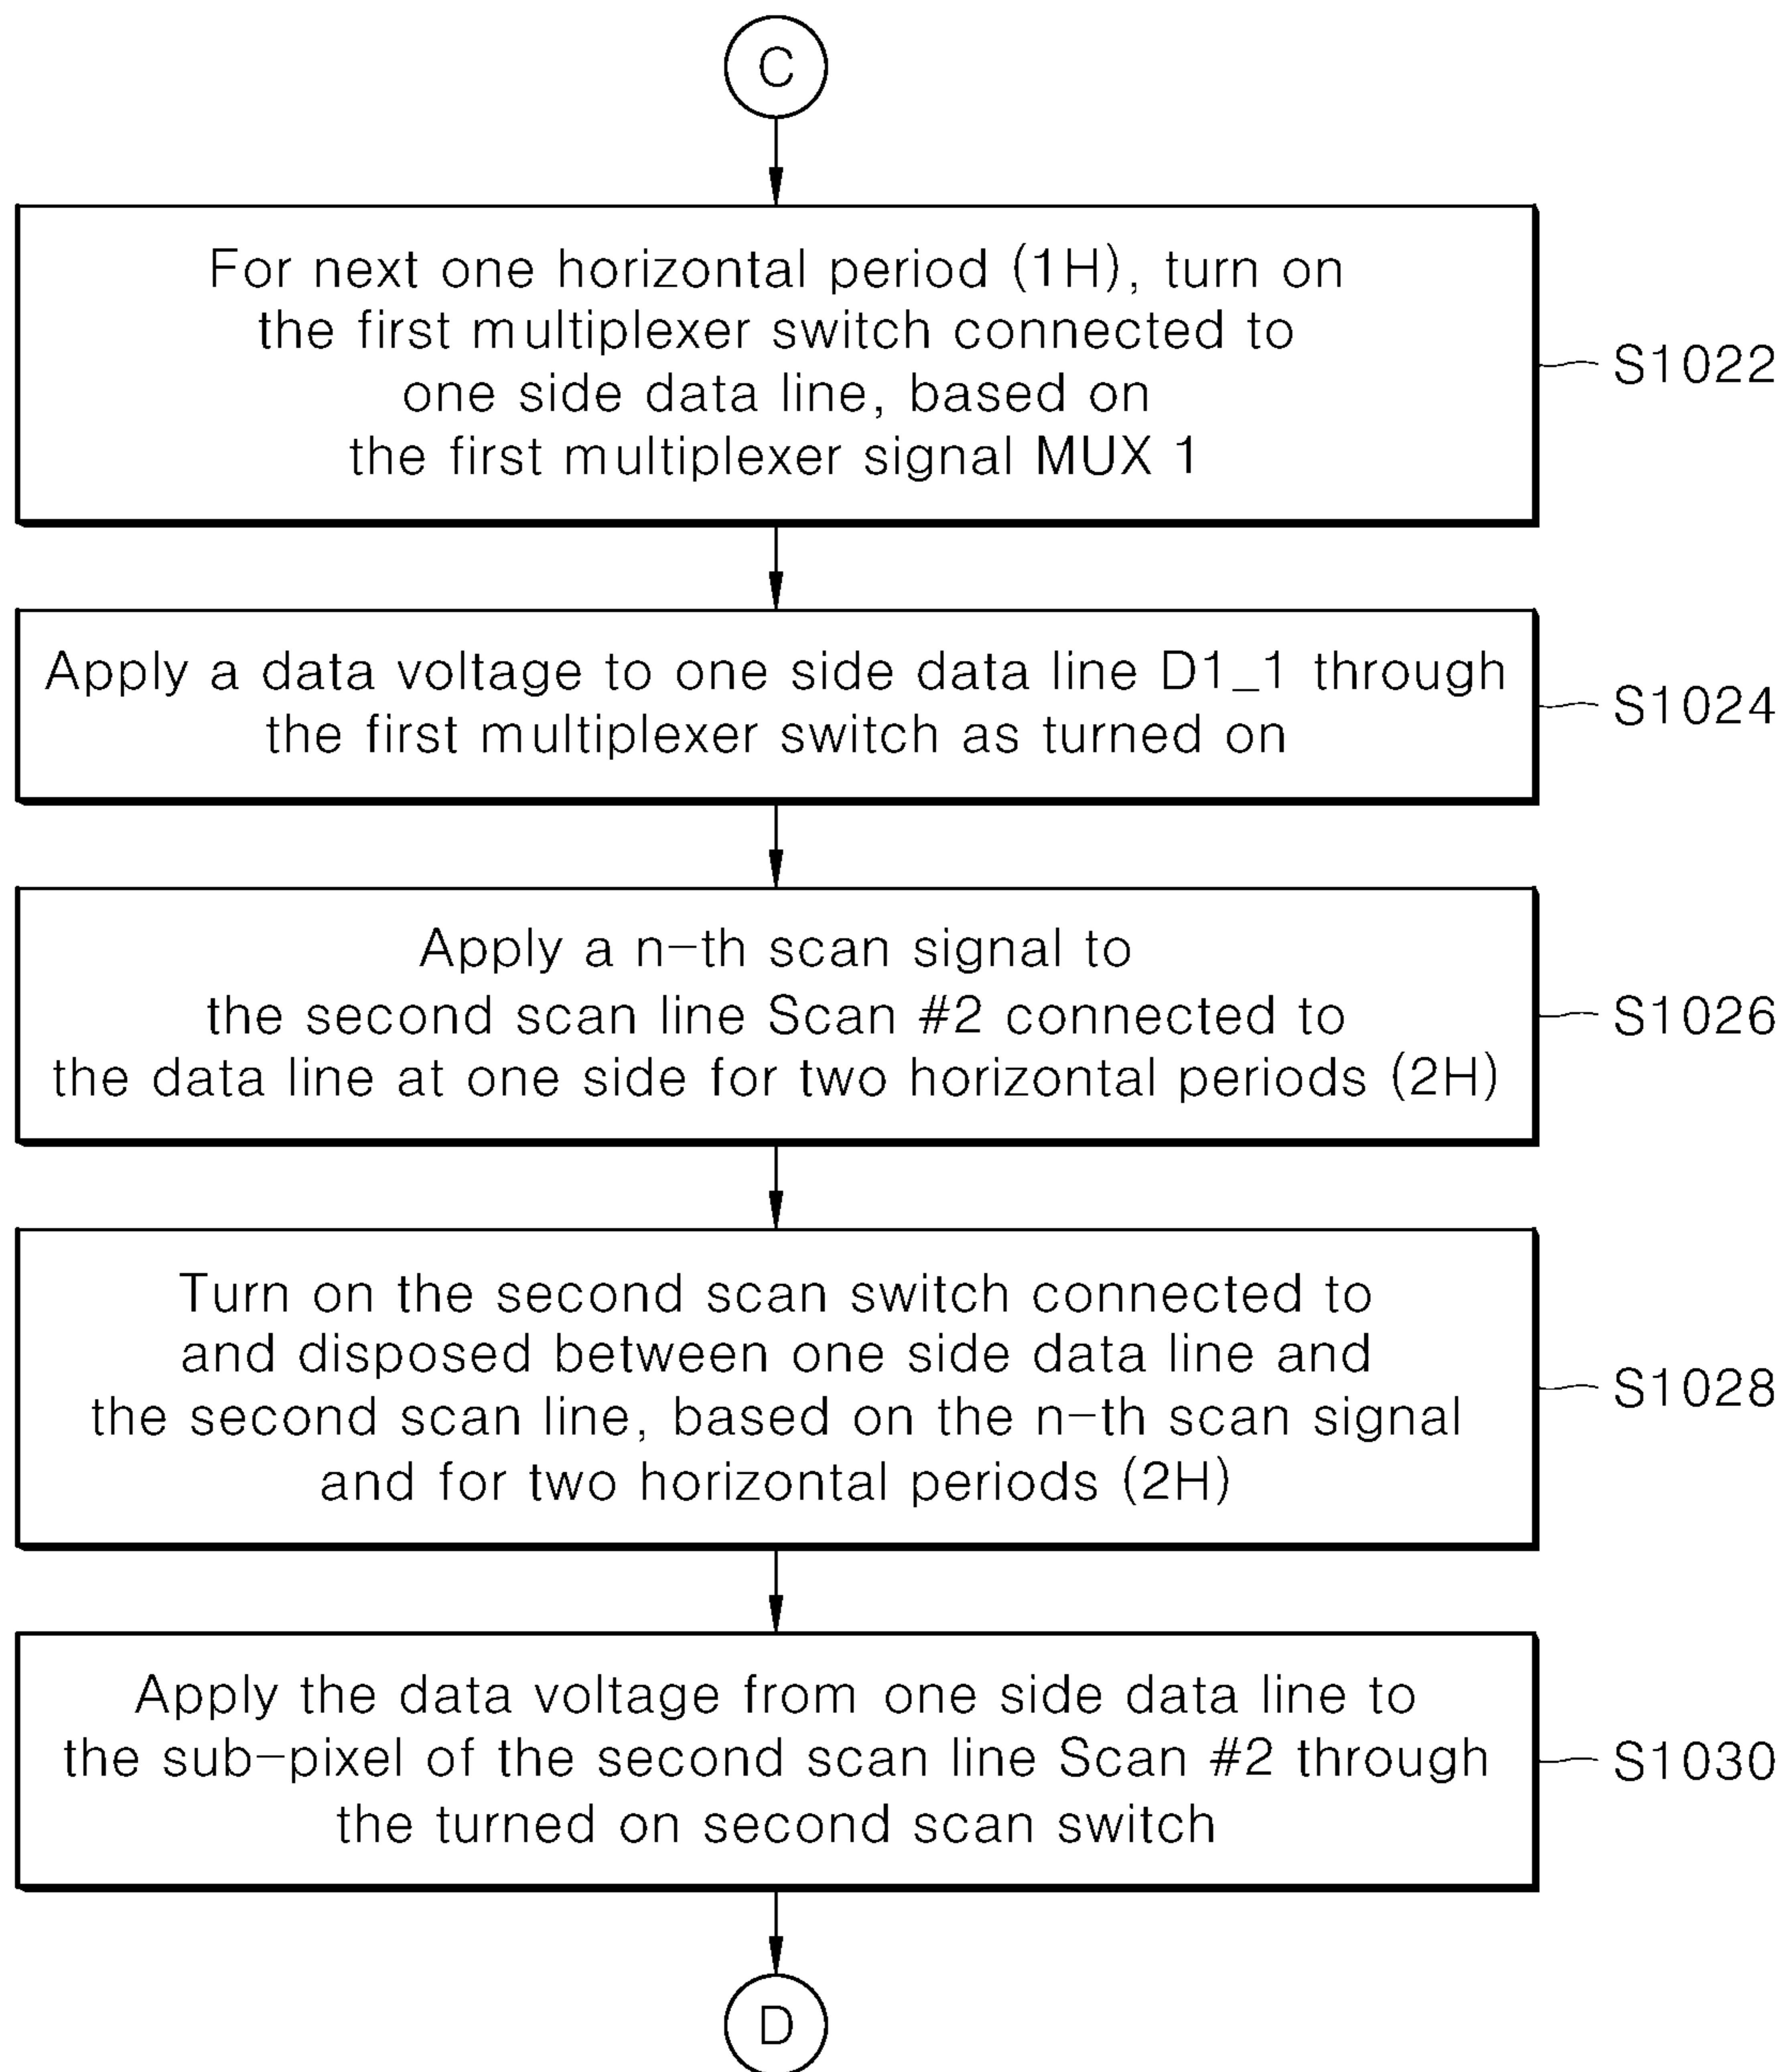 C
For next one horizontal period (1H), turn on
the first multiplexer switch connected to
one side data line, based on
the first multiplexer signal MUX 1
S1022
Apply a data voltage to one side data line D1_1 through
the first multiplexer switch as turned on
S1024
Apply a n-th scan signal to
the second scan line Scan #2 connected to
the data line at one side for two horizontal periods (2H)
S1026
Turn on the second scan switch connected to
and disposed between one side data line and
the second scan line, based on the n-th scan signal
and for two horizontal periods (2H)
S1028
Apply the data voltage from one side data line to
the sub-pixel of the second scan line Scan #2 through
the turned on second scan switch
S1030
D